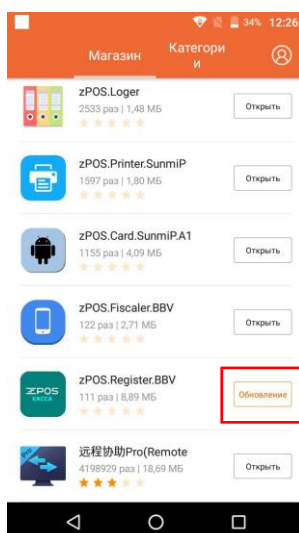 34% 12:26
Магазин
Категори
и
zPOS.Loger
2533 раз | 1,48 МБ
Открыть
zPOS.Printer.SunmiP
1597 раз | 1,80 МБ
Открыть
zPOS.Card.SunmiP.A1
1155 раз | 4,09 МБ
Открыть
zPOS.Fiscaler.BBV
122 раз | 2,71 МБ
Открыть
ZPOS
КАССА
zPOS.Register.BBV
111 раз | 8,89 МБ
Обновление
Pro
远程协助Pro(Remote
4198929 раз | 18,69 МБ
Открыть